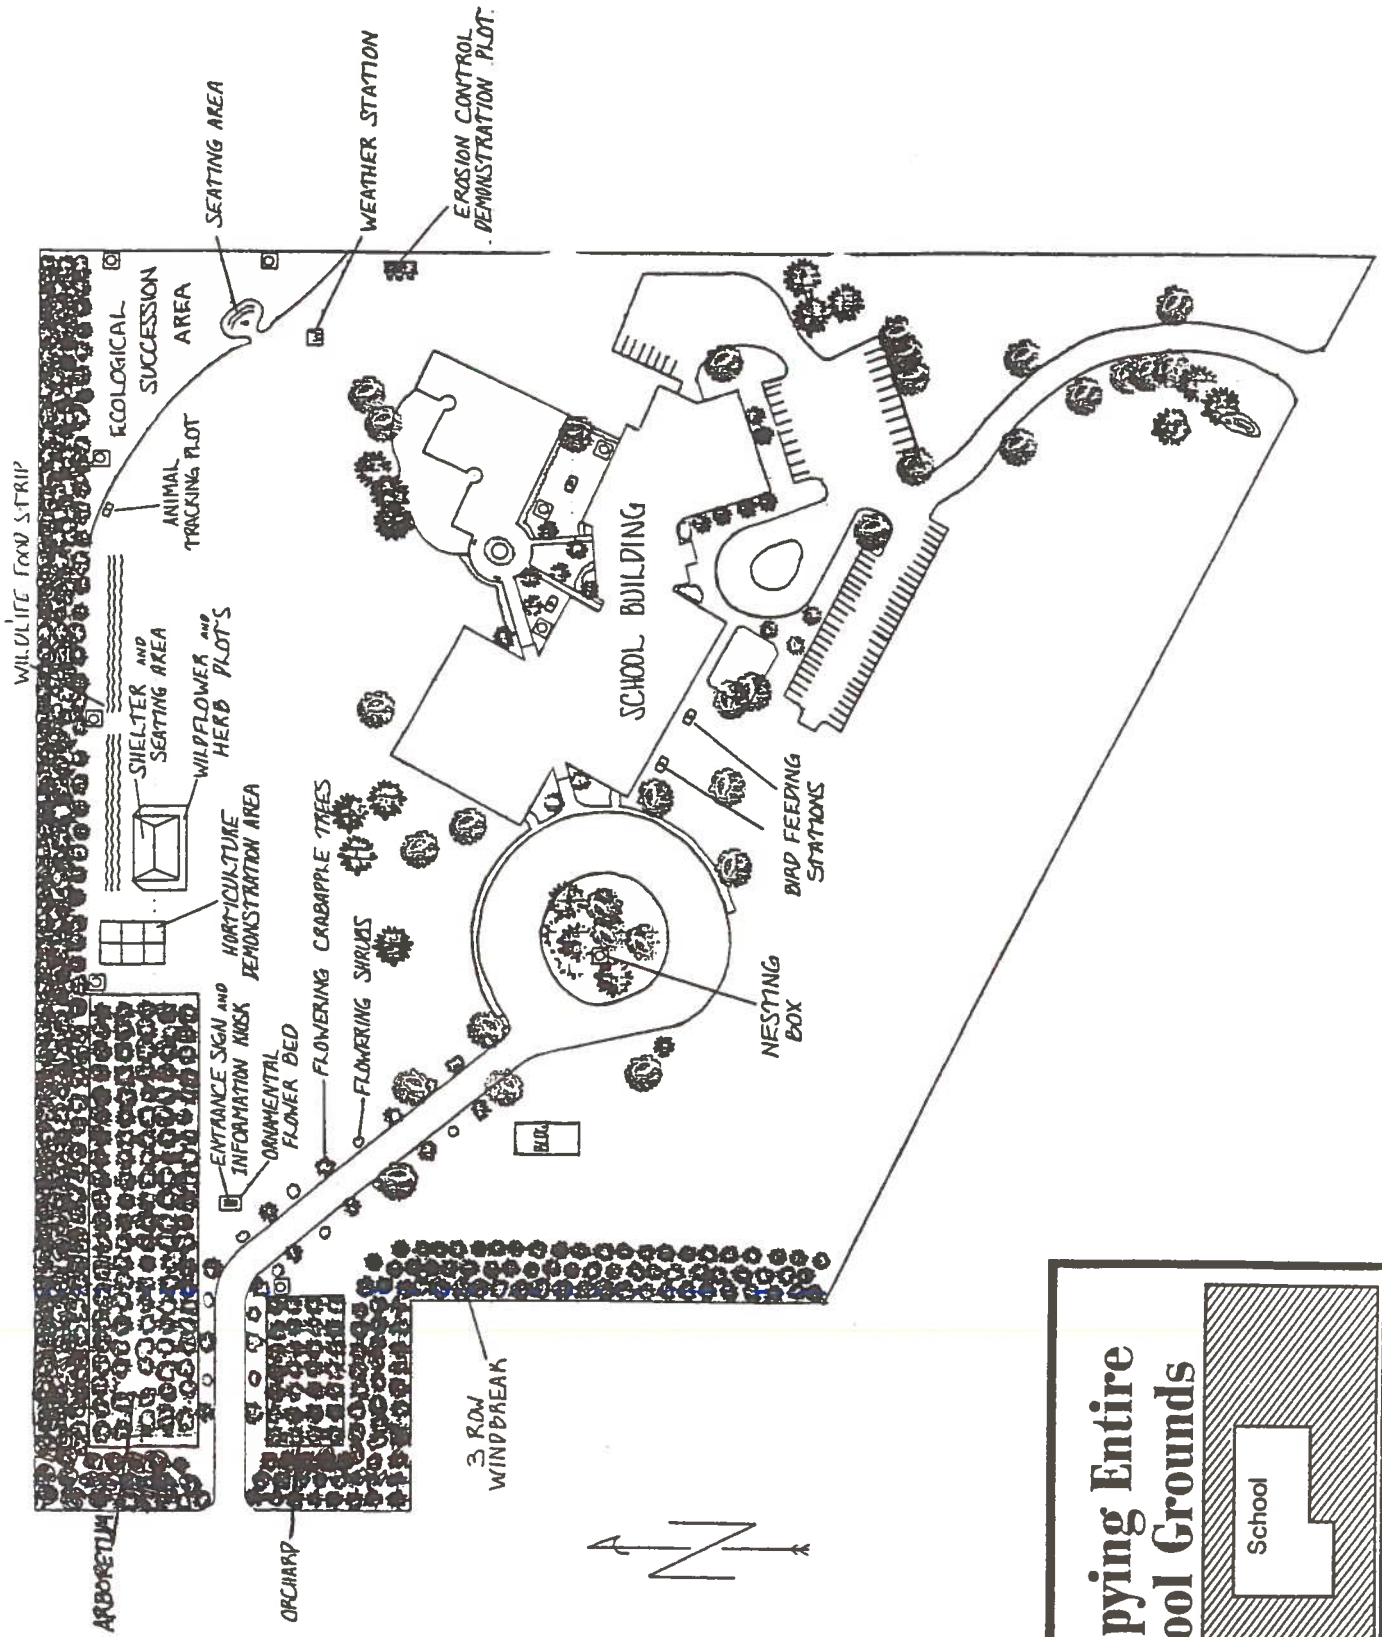 WILDLIFE FOOD STRIP
SEATING AREA
WEATHER STATION
EROSION CONTROL
DEMONSTRATION PLOT.
ECOLOGICAL
SUCCESSION
AREA
ANIMAL
TRACKING PLOT
SHELTER AND
SEATING AREA
WILDFLOWER AND
HERB PLOTS
HORTICULTURE
DEMONSTRATION AREA
ENTRANCE SIGN AND
INFORMATION KIOSK
ORNAMENTAL
FLOWER BED
FLOWERING CRABAPPLE TREES
FLOWERING SHRUBS
SCHOOL BUILDING
BIRD FEEDING
STATIONS
NESTING
BOX
BLDG
3 ROW
WINDBREAK
ARBORETUM
ORCHARD
N
pying Entire
ool Grounds
School